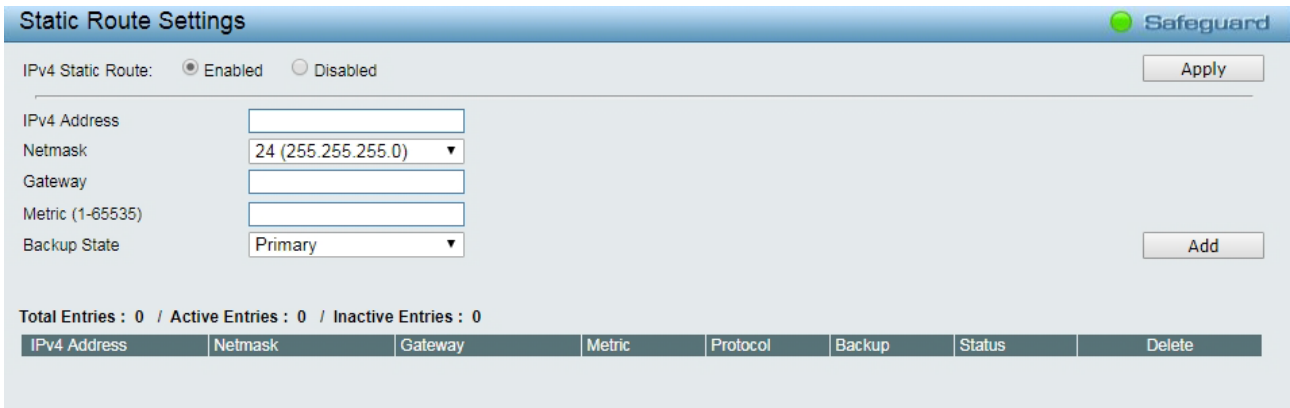 Static Route Settings
Safeguard
IPv4 Static Route: Enabled Disabled Apply
IPv4 Address
Netmask 24 (255.255.255.0)
Gateway
Metric (1-65535)
Backup State Primary Add
Total Entries : 0 / Active Entries : 0 / Inactive Entries : 0
IPv4 Address Netmask Gateway Metric Protocol Backup Status Delete